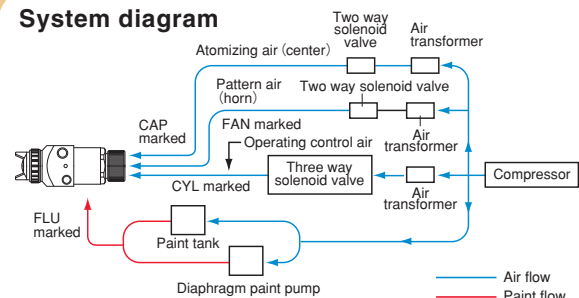 System diagram
Two way
solenoid
valve
Air
transformer
Atomizing air (center)
Pattern air
(horn)
Two way solenoid valve
CAP
marked
FAN marked
Air
transformer
Operating control air
Three way
solenoid valve
Compressor
CYL marked
Air
transformer
FLU
marked
Paint tank
Diaphragm paint pump
Air flow
Paint flow